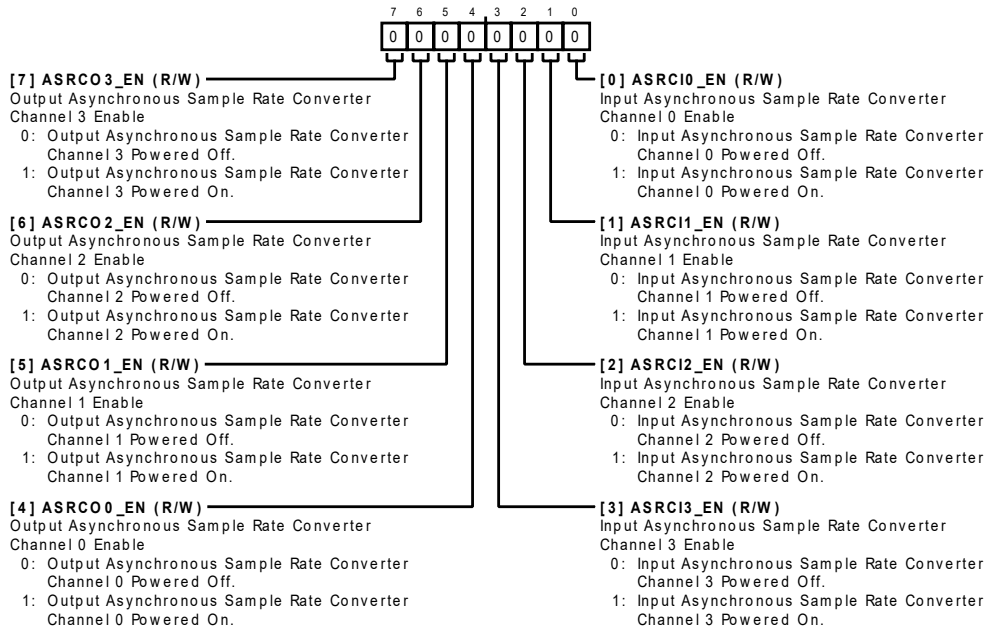 7 6 5 4 3 2 1 0
0 0 0 0 0 0 0 0
[7] ASRCO3_EN (R/W)
Output Asynchronous Sample Rate Converter
Channel 3 Enable
0: Output Asynchronous Sample Rate Converter
Channel 3 Powered Off.
1: Output Asynchronous Sample Rate Converter
Channel 3 Powered On.
[6] ASRCO2_EN (R/W)
Output Asynchronous Sample Rate Converter
Channel 2 Enable
0: Output Asynchronous Sample Rate Converter
Channel 2 Powered Off.
1: Output Asynchronous Sample Rate Converter
Channel 2 Powered On.
[5] ASRCO1_EN (R/W)
Output Asynchronous Sample Rate Converter
Channel 1 Enable
0: Output Asynchronous Sample Rate Converter
Channel 1 Powered Off.
1: Output Asynchronous Sample Rate Converter
Channel 1 Powered On.
[4] ASRCO0_EN (R/W)
Output Asynchronous Sample Rate Converter
Channel 0 Enable
0: Output Asynchronous Sample Rate Converter
Channel 0 Powered Off.
1: Output Asynchronous Sample Rate Converter
Channel 0 Powered On.
[0] ASRCI0_EN (R/W)
Input Asynchronous Sample Rate Converter
Channel 0 Enable
0: Input Asynchronous Sample Rate Converter
Channel 0 Powered Off.
1: Input Asynchronous Sample Rate Converter
Channel 0 Powered On.
[1] ASRCI1_EN (R/W)
Input Asynchronous Sample Rate Converter
Channel 1 Enable
0: Input Asynchronous Sample Rate Converter
Channel 1 Powered Off.
1: Input Asynchronous Sample Rate Converter
Channel 1 Powered On.
[2] ASRCI2_EN (R/W)
Input Asynchronous Sample Rate Converter
Channel 2 Enable
0: Input Asynchronous Sample Rate Converter
Channel 2 Powered Off.
1: Input Asynchronous Sample Rate Converter
Channel 2 Powered On.
[3] ASRCI3_EN (R/W)
Input Asynchronous Sample Rate Converter
Channel 3 Enable
0: Input Asynchronous Sample Rate Converter
Channel 3 Powered Off.
1: Input Asynchronous Sample Rate Converter
Channel 3 Powered On.